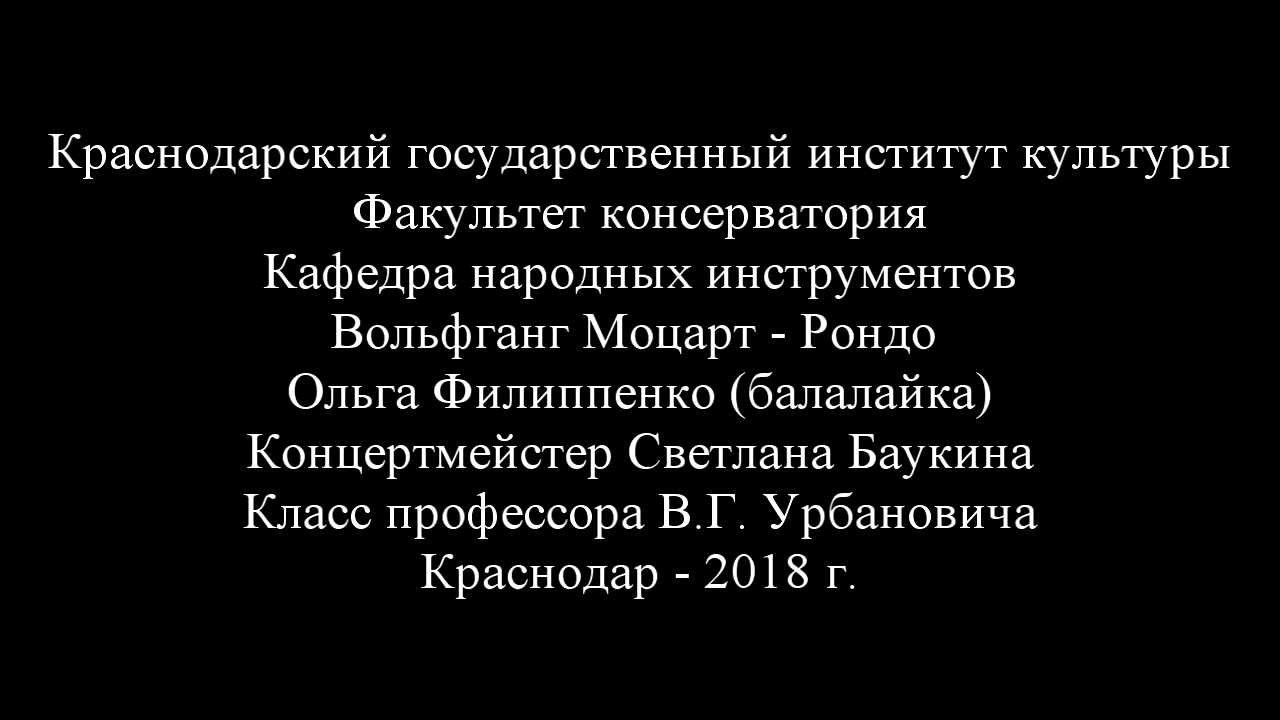 Краснодарский государственный институт культуры
Факультет консерватория
Кафедра народных инструментов
Вольфганг Моцарт - Рондо
Ольга Филиппенко (балалайка)
Концертмейстер Светлана Баукина
Класс профессора В.Г. Урбановича
Краснодар - 2018 г.